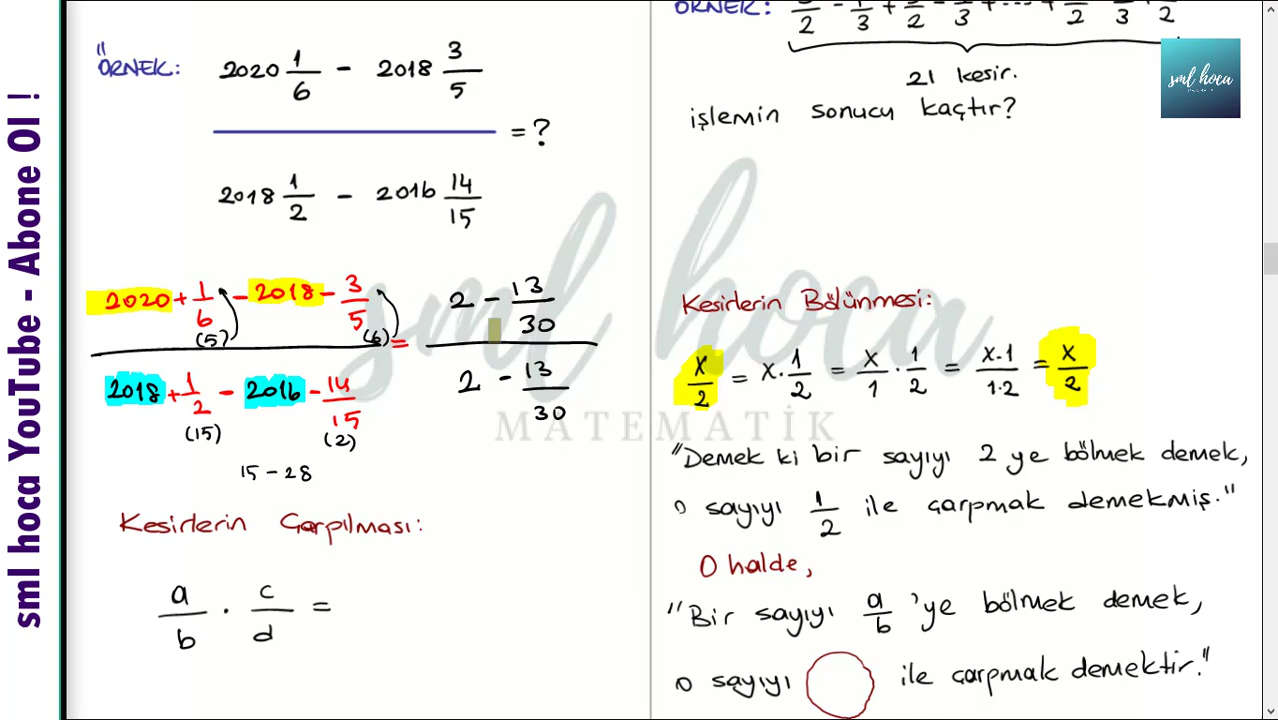 sml hoca YouTube - Abone Ol !
ÖRNEK: 2020 1/6 - 2018 3/5
= ?
2018 1/2 - 2016 14/15
2020 + 1/6 - 2018 - 3/5 = 2 - 13/30
(5) (6)
2018 + 1/2 - 2016 - 14/15 2 - 13/30
(15) (2)
15 - 28
Kesirlerin Çarpılması:
a/b · c/d =
ÖRNEK:
21 kesir.
işlemin sonucu kaçtır?
sml hoca
sml hoca
MATEMATİK
Kesirlerin Bölünmesi:
x/2 = x · 1/2 = x/1 · 1/2 = x·1/1·2 = x/2
"Demek ki bir sayıyı 2 ye bölmek demek,
o sayıyı 1/2 ile çarpmak demekmiş."
O halde,
"Bir sayıyı a/b 'ye bölmek demek,
o sayıyı ile çarpmak demektir."